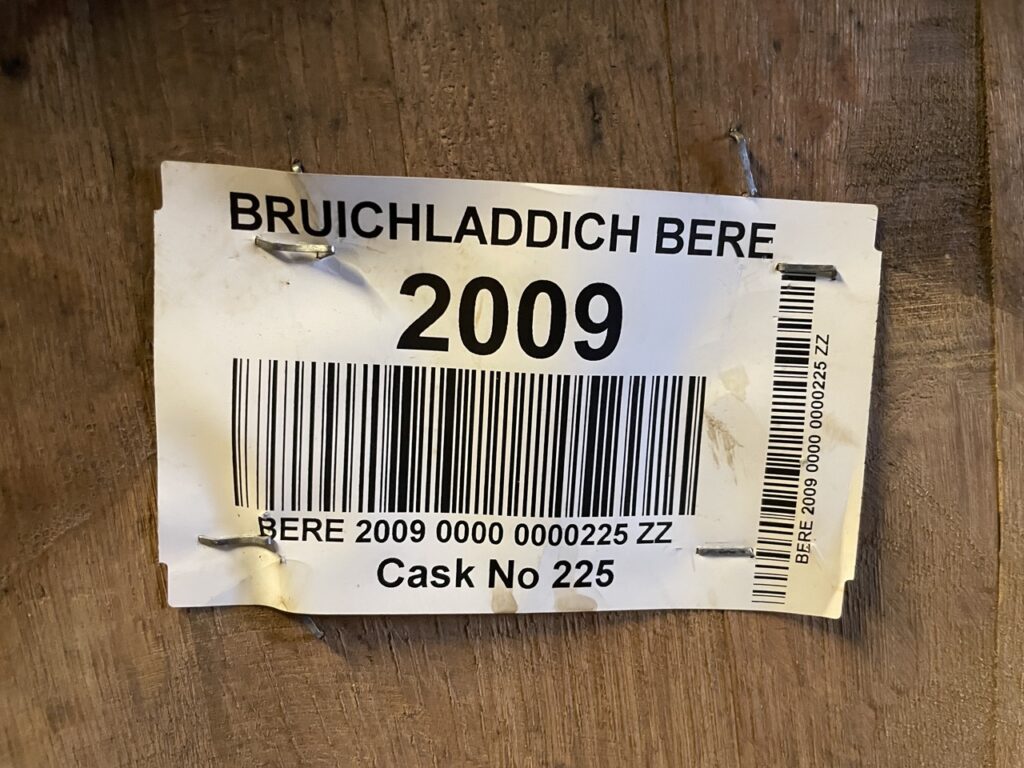 BRUICHLADDICH BERE
2009
BERE 2009 0000 0000225 ZZ
Cask No 225
BERE 2009 0000 0000225 ZZ